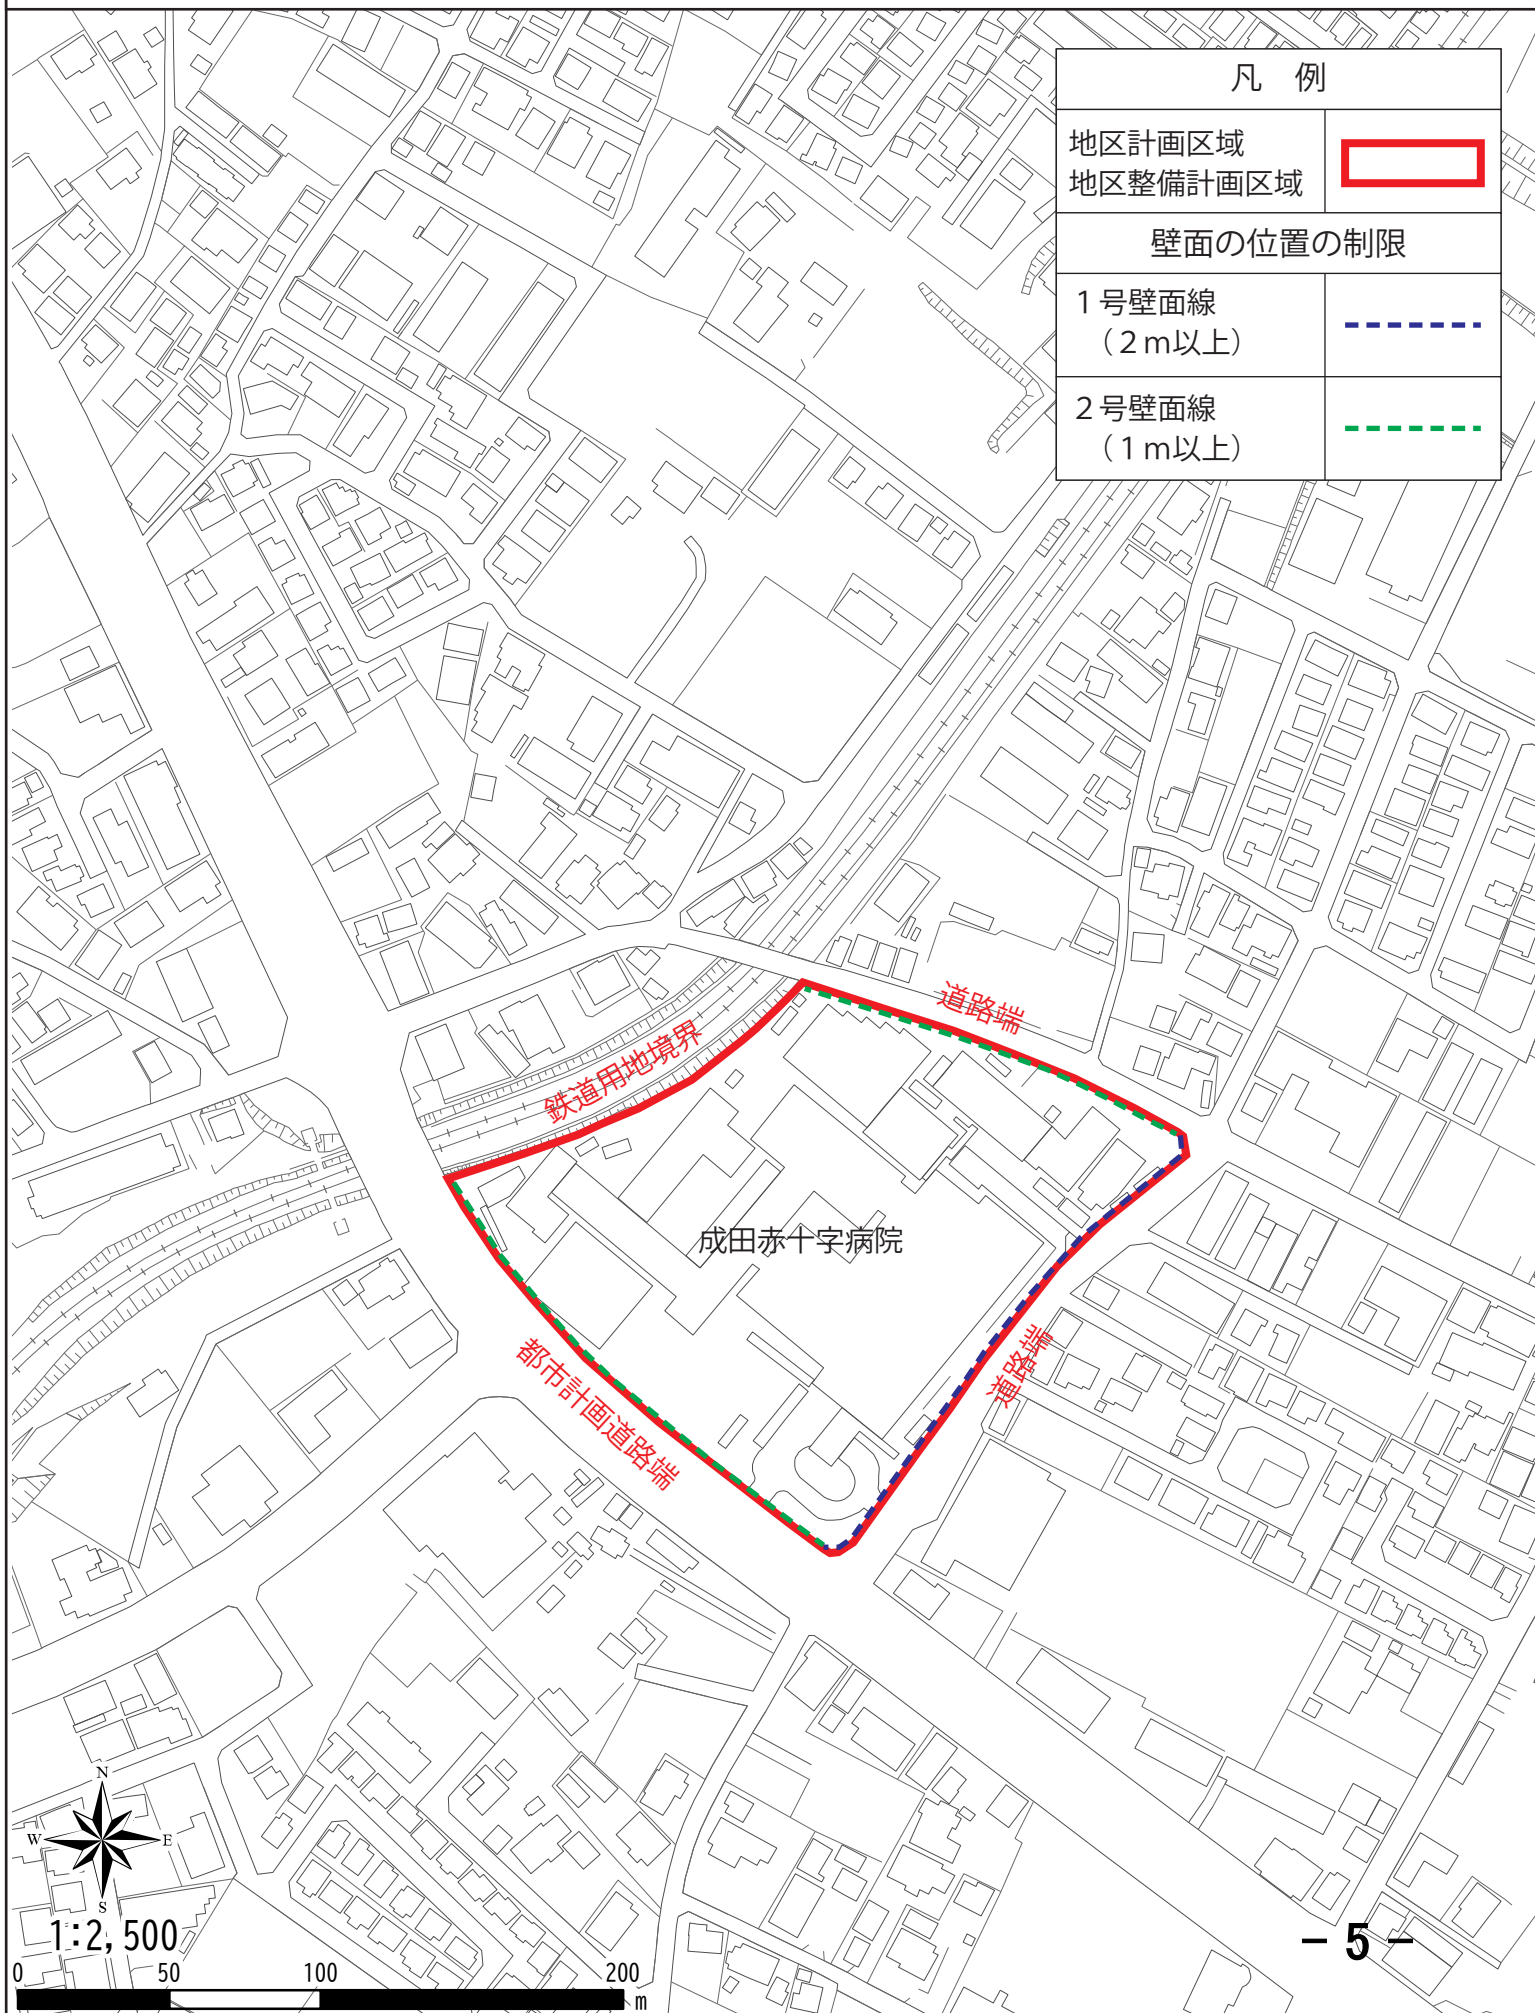 凡 例
地区計画区域
地区整備計画区域
壁面の位置の制限
1号壁面線
（2m以上）
2号壁面線
（1m以上）
道路端
鉄道用地境界
成田赤十字病院
道路端
都市計画道路端
N
W
E
S
1:2,500
0
50
100
200
m
- 5 -